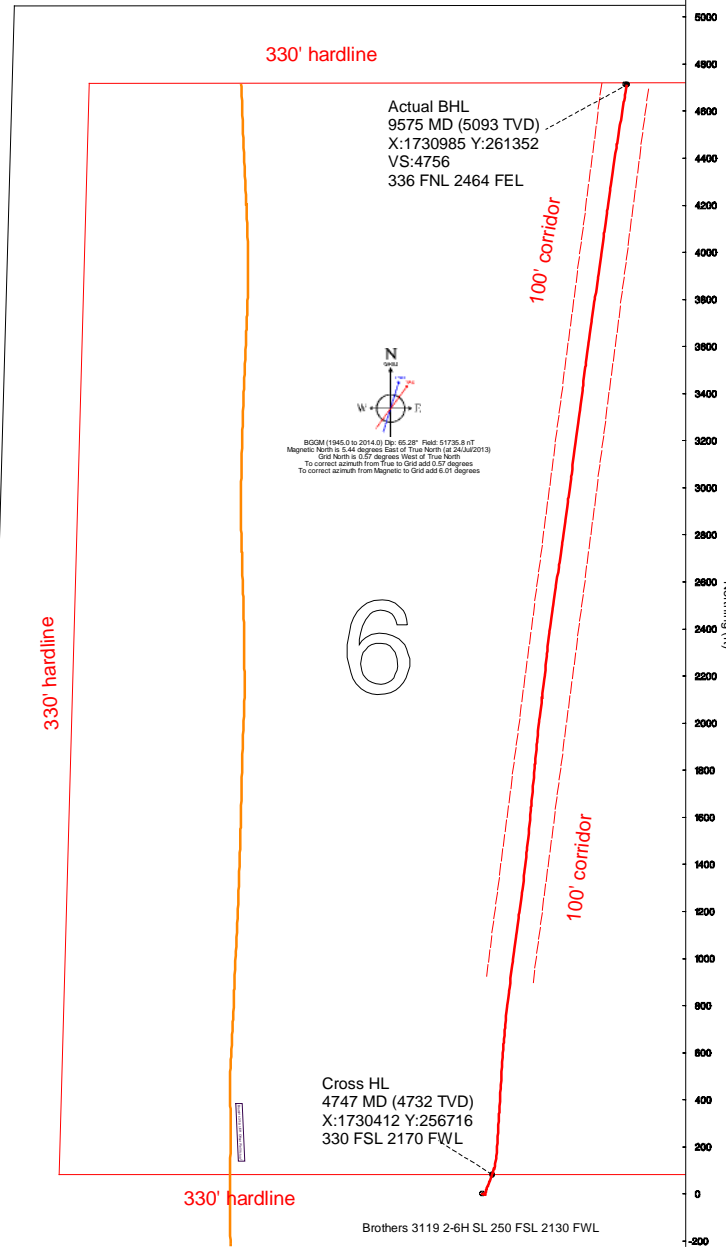 330' hardline
Actual BHL
9575 MD (5093 TVD)
X:1730985 Y:261352
VS:4756
336 FNL 2464 FEL
100' corridor
N
W
E
BGGM (1945.0 to 2014.0) Dip: 65.28° Field: 51735.8 nT
Magnetic North is 5.44 degrees East of True North (at 24/Jul/2013)
Grid North is 0.57 degrees West of True North
To correct azimuth from True to Grid add 0.57 degrees
To correct azimuth from Magnetic to Grid add 6.01 degrees
6
330' hardline
100' corridor
Cross HL
4747 MD (4732 TVD)
X:1730412 Y:256716
330 FSL 2170 FWL
330' hardline
Brothers 3119 2-6H SL 250 FSL 2130 FWL
5000
4800
4600
4400
4200
4000
3800
3600
3400
3200
3000
2800
2600
2400
2200
2000
1800
1600
1400
1200
1000
800
600
400
200
0
-200